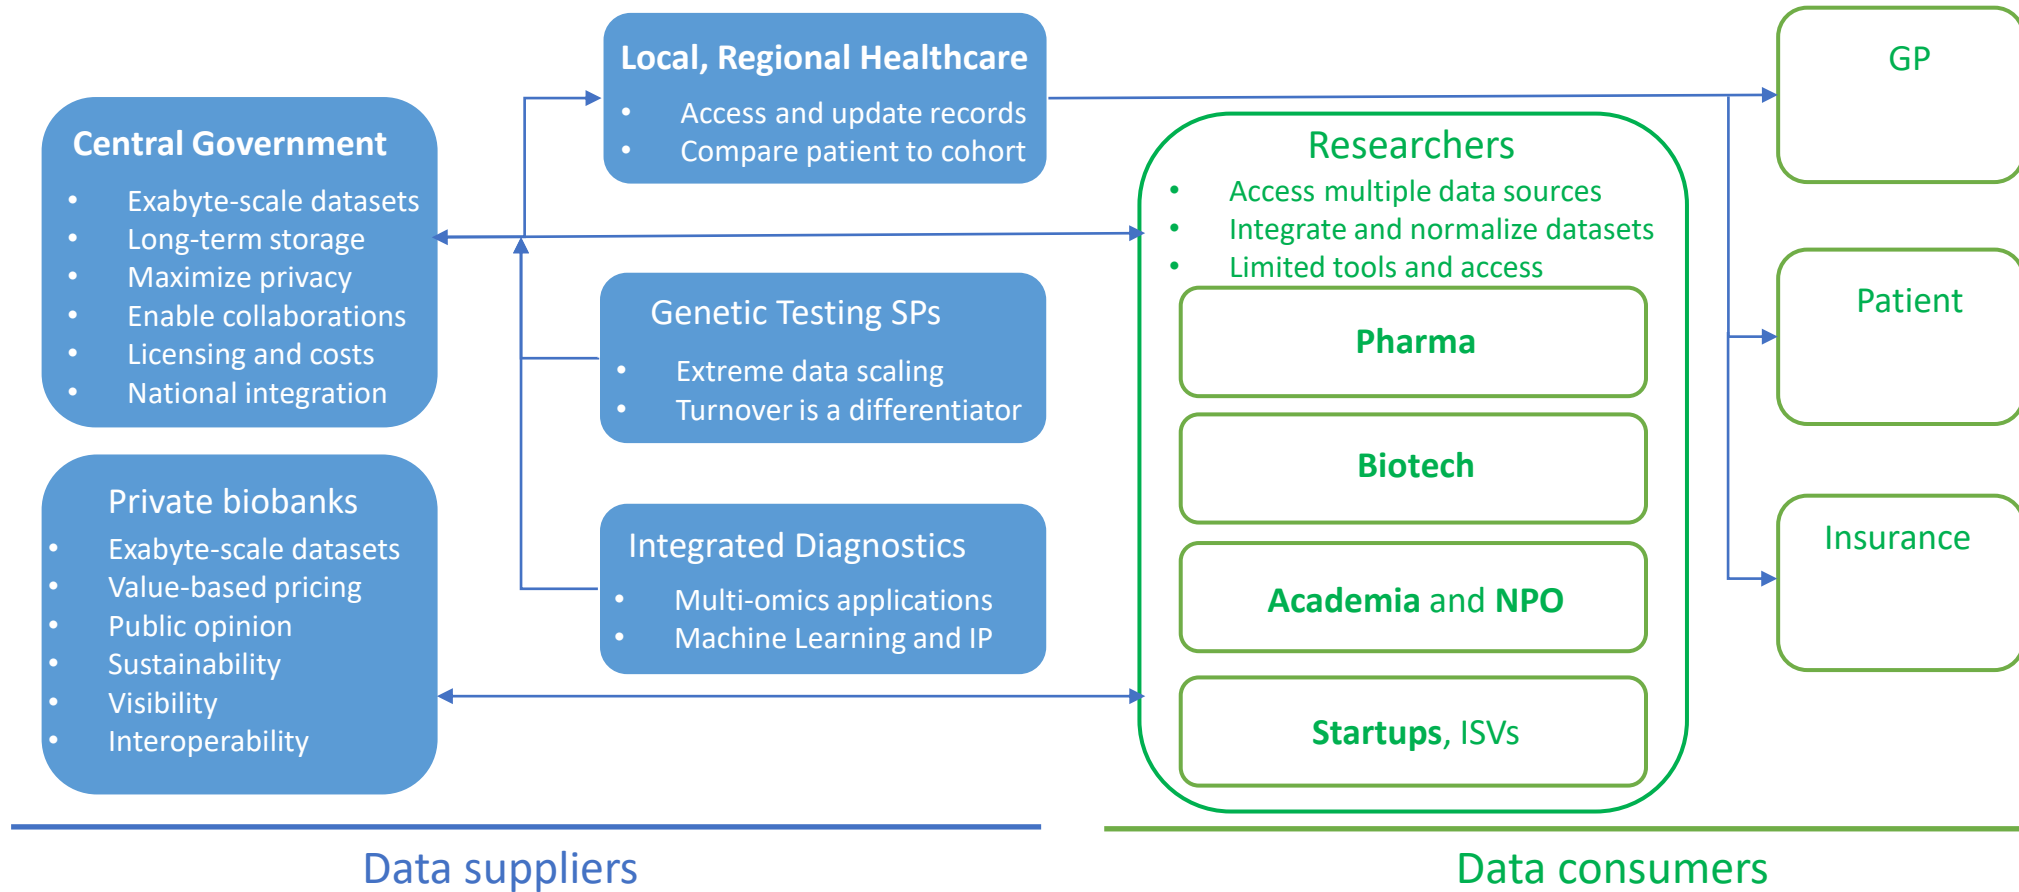 Central Government
• Exabyte-scale datasets
• Long-term storage
• Maximize privacy
• Enable collaborations
• Licensing and costs
• National integration
Private biobanks
• Exabyte-scale datasets
• Value-based pricing
• Public opinion
• Sustainability
• Visibility
• Interoperability
Local, Regional Healthcare
• Access and update records
• Compare patient to cohort
Genetic Testing SPs
• Extreme data scaling
• Turnover is a differentiator
Integrated Diagnostics
• Multi-omics applications
• Machine Learning and IP
Researchers
• Access multiple data sources
• Integrate and normalize datasets
• Limited tools and access
Pharma
Biotech
Academia and NPO
Startups, ISVs
GP
Patient
Insurance
Data suppliers
Data consumers